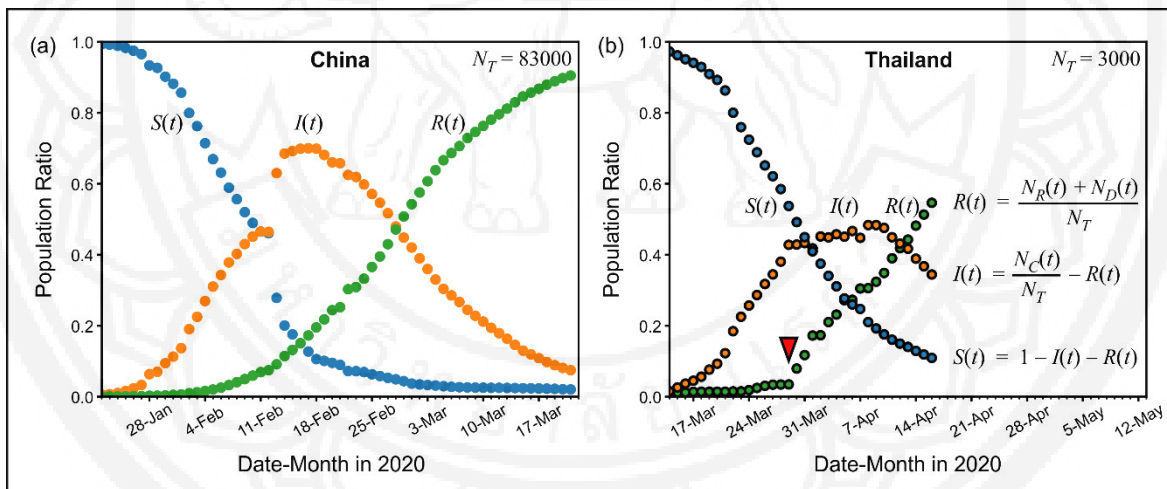 (a)
China
N_T = 83000
S(t)
I(t)
R(t)
Population Ratio
1.0
0.8
0.6
0.4
0.2
0.0
28-Jan
4-Feb
11-Feb
18-Feb
25-Feb
3-Mar
10-Mar
17-Mar
Date-Month in 2020
(b)
Thailand
N_T = 3000
S(t)
I(t)
R(t)
R(t) = (N_R(t) + N_D(t)) / N_T
I(t) = N_C(t) / N_T − R(t)
S(t) = 1 − I(t) − R(t)
Population Ratio
1.0
0.8
0.6
0.4
0.2
0.0
17-Mar
24-Mar
31-Mar
7-Apr
14-Apr
21-Apr
28-Apr
5-May
12-May
Date-Month in 2020